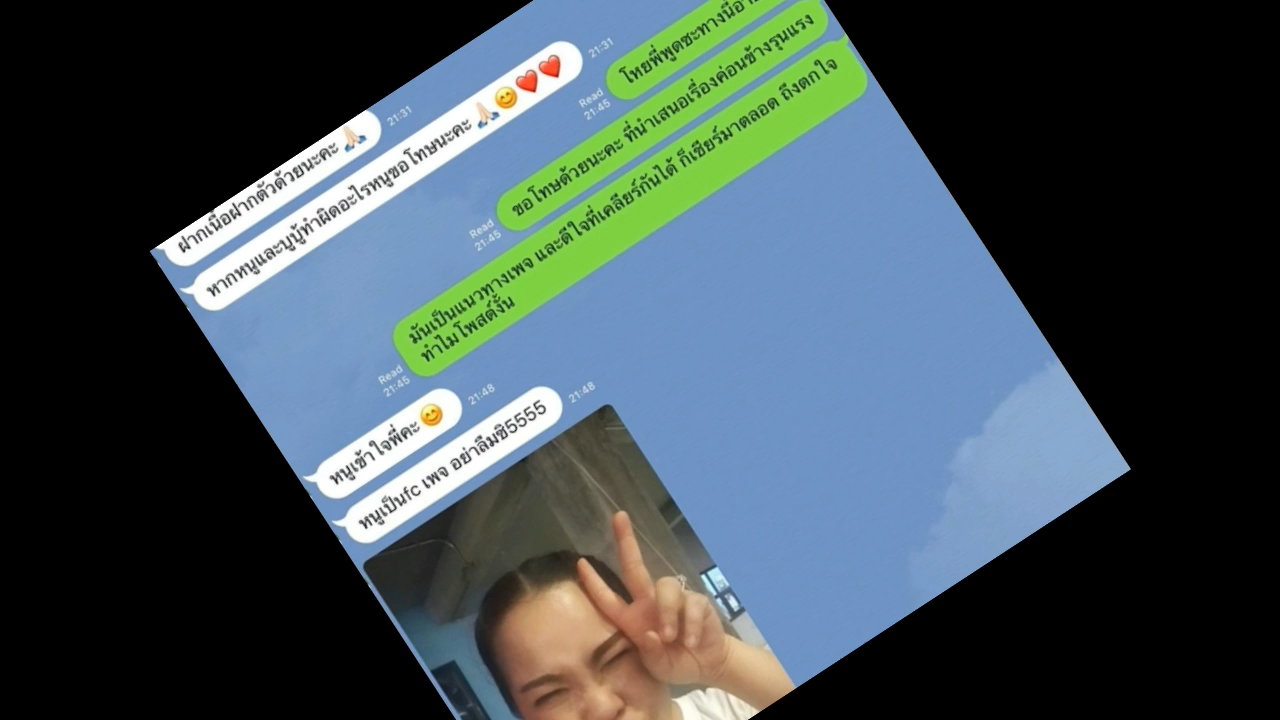 ฝากเนื้อฝากตัวด้วยนะคะ 🙏🏻
21:31
หากหนูและบูบู้ทำผิดอะไรหนูขอโทษนะคะ 🙏🏻😊❤️❤️
21:31
โหยพี่พูดซะทางนี้
Read
21:45
ขอโทษด้วยนะคะ ที่นำเสนอเรื่องค่อนข้างรุนแรง
Read
21:45
มันเป็นแนวทางเพจ และดีใจที่เคลียร์กันได้ ก็เชียร์มาตลอด ถึงตกใจ
ทำไมโพสต์งั้น
Read
21:45
หนูเข้าใจพี่คะ 😊
21:48
หนูเป็นfc เพจ อย่าลืมซิ5555
21:48